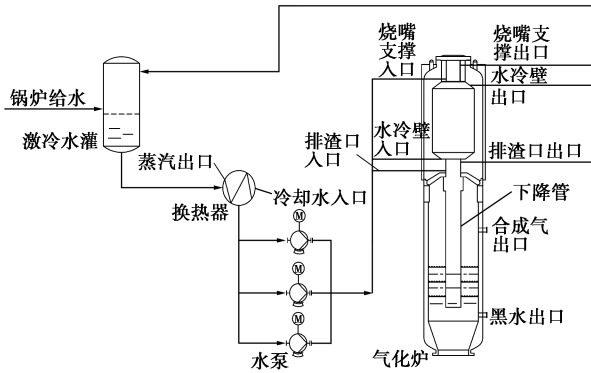 烧嘴
支撑
入口
烧嘴支
撑出口
水冷壁
出口
锅炉给水
激冷水灌
水冷壁
入口
排渣口
入口
排渣口出口
蒸汽出口
冷却水入口
换热器
下降管
合成气
出口
M
M
M
黑水出口
水泵
气化炉